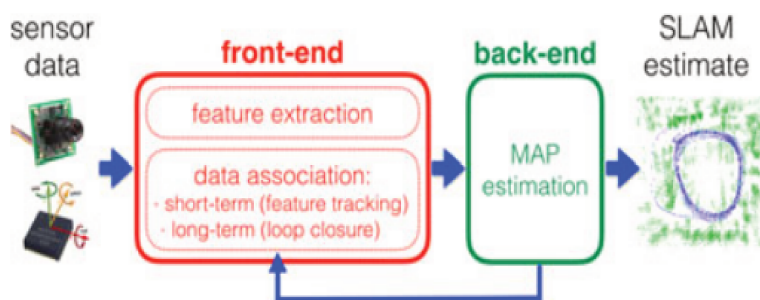 sensor
data
front-end
feature extraction
data association:
· short-term (feature tracking)
· long-term (loop closure)
back-end
MAP
estimation
SLAM
estimate